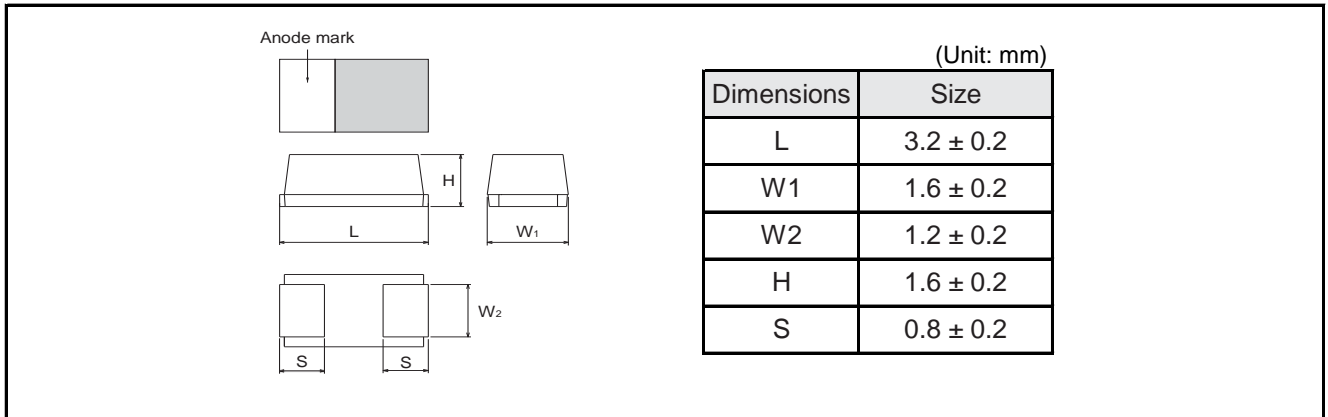 Anode mark
H
L
W1
W2
S S
(Unit: mm)
Dimensions Size
L 3.2 ± 0.2
W1 1.6 ± 0.2
W2 1.2 ± 0.2
H 1.6 ± 0.2
S 0.8 ± 0.2